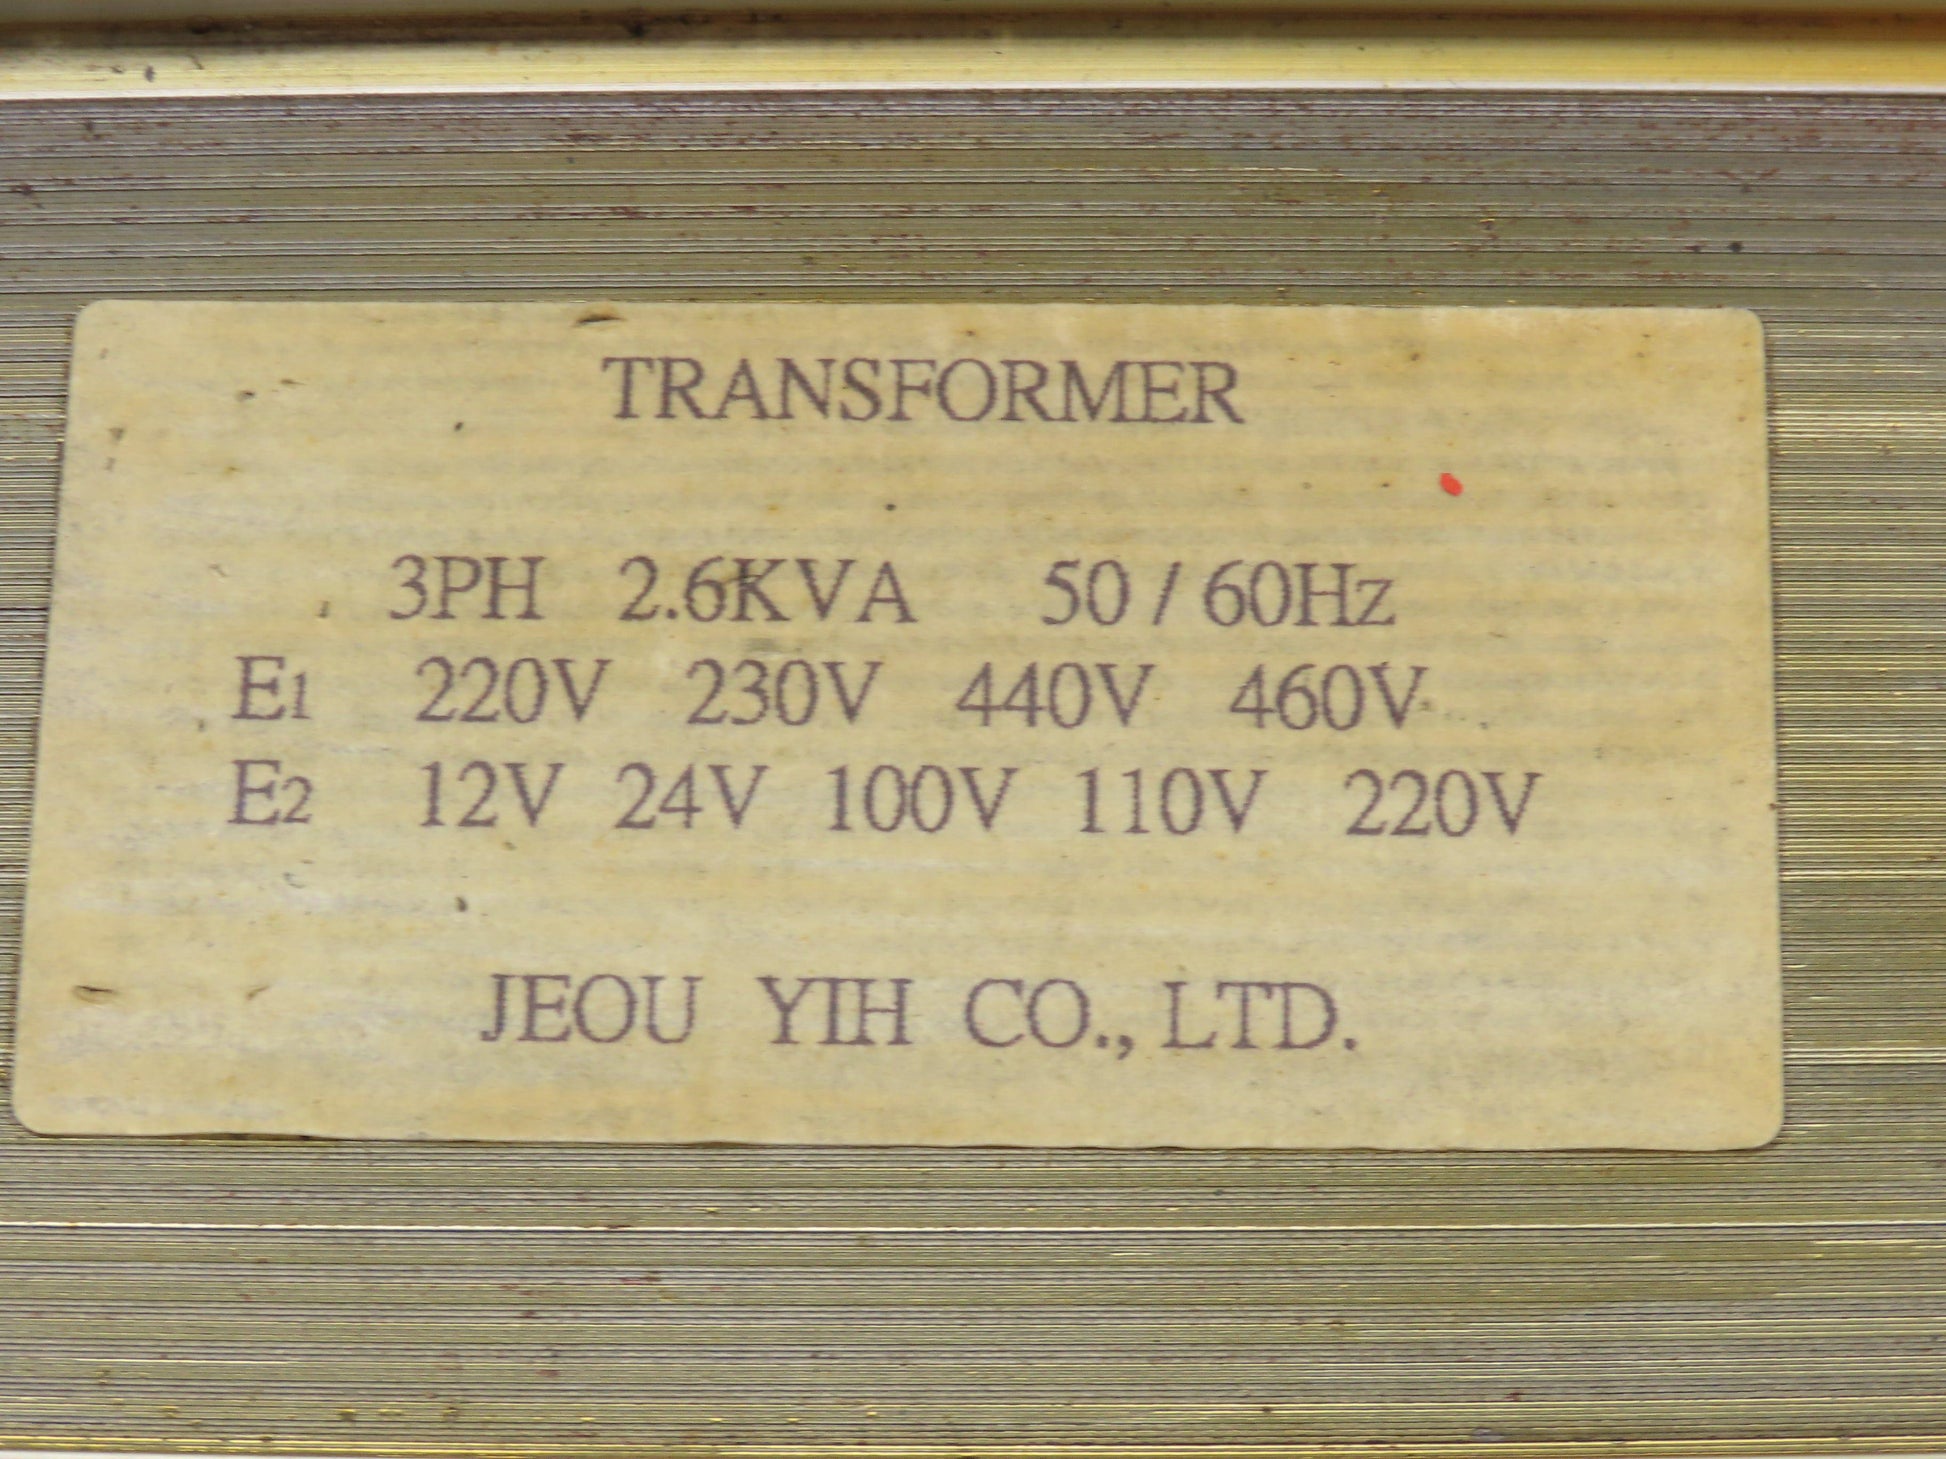 TRANSFORMER
3PH 2.6KVA 50 / 60Hz
E1 220V 230V 440V 460V
E2 12V 24V 100V 110V 220V
JEOU YIH CO., LTD.